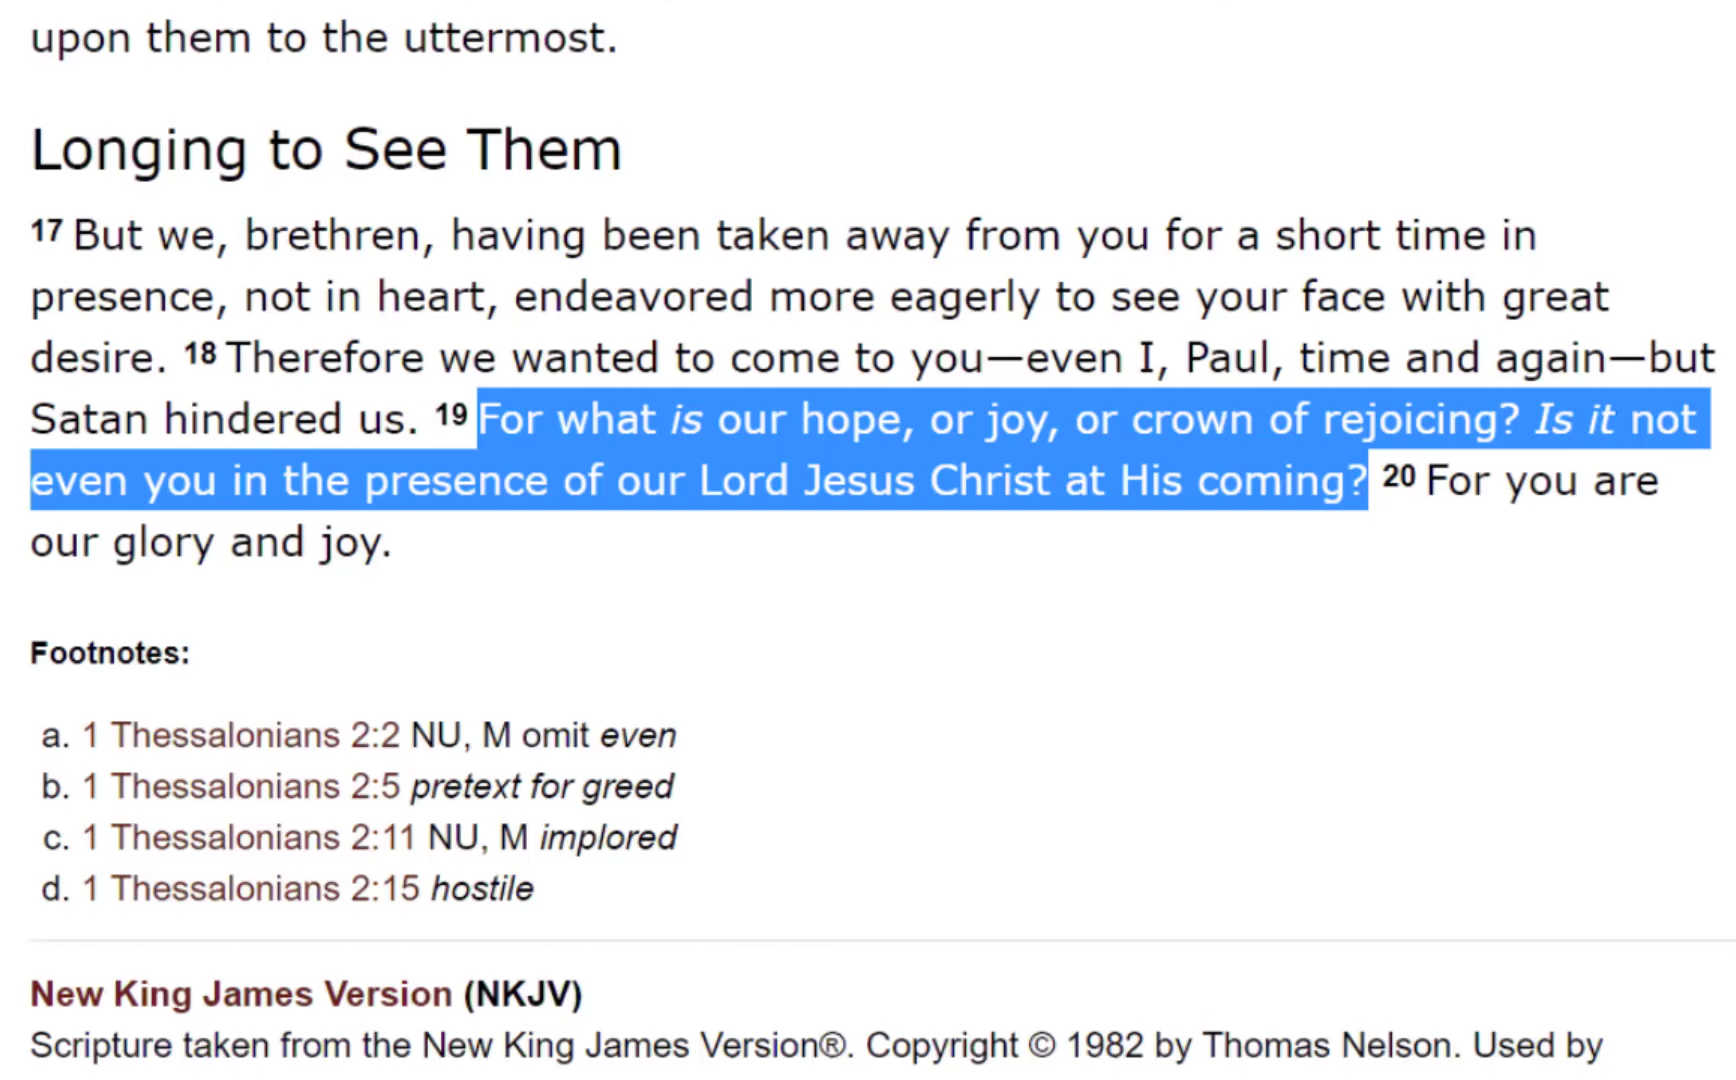 upon them to the uttermost.
Longing to See Them
17 But we, brethren, having been taken away from you for a short time in
presence, not in heart, endeavored more eagerly to see your face with great
desire. 18 Therefore we wanted to come to you—even I, Paul, time and again—but
Satan hindered us. 19 For what is our hope, or joy, or crown of rejoicing? Is it not
even you in the presence of our Lord Jesus Christ at His coming? 20 For you are
our glory and joy.
Footnotes:
a. 1 Thessalonians 2:2 NU, M omit even
b. 1 Thessalonians 2:5 pretext for greed
c. 1 Thessalonians 2:11 NU, M implored
d. 1 Thessalonians 2:15 hostile
New King James Version (NKJV)
Scripture taken from the New King James Version®. Copyright © 1982 by Thomas Nelson. Used by